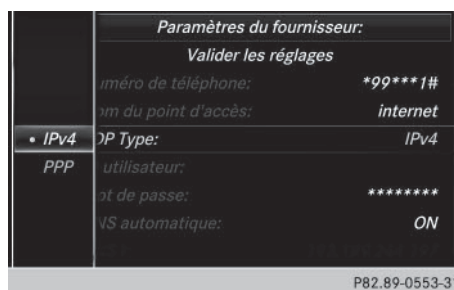 Paramètres du fournisseur:
Valider les réglages
uméro de téléphone: *99***1#
om du point d'accès: internet
• IPv4 DP Type: IPv4
PPP utilisateur:
ot de passe: ********
NS automatique: ON
P82.89-0553-3